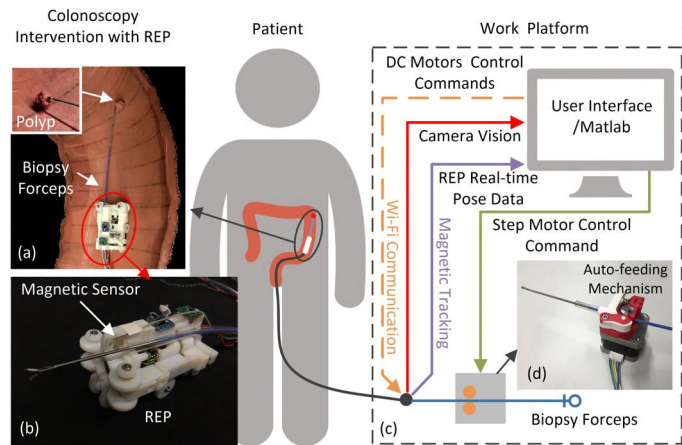 Colonoscopy
Intervention with REP
Patient
Work Platform
Polyp
Biopsy
Forceps
(a)
Magnetic Sensor
REP
(b)
DC Motors Control
Commands
User Interface
/Matlab
Camera Vision
REP Real-time
Pose Data
Step Motor Control
Command
Wi-Fi Communication
Magnetic Tracking
Auto-feeding
Mechanism
(d)
(c)
Biopsy Forceps